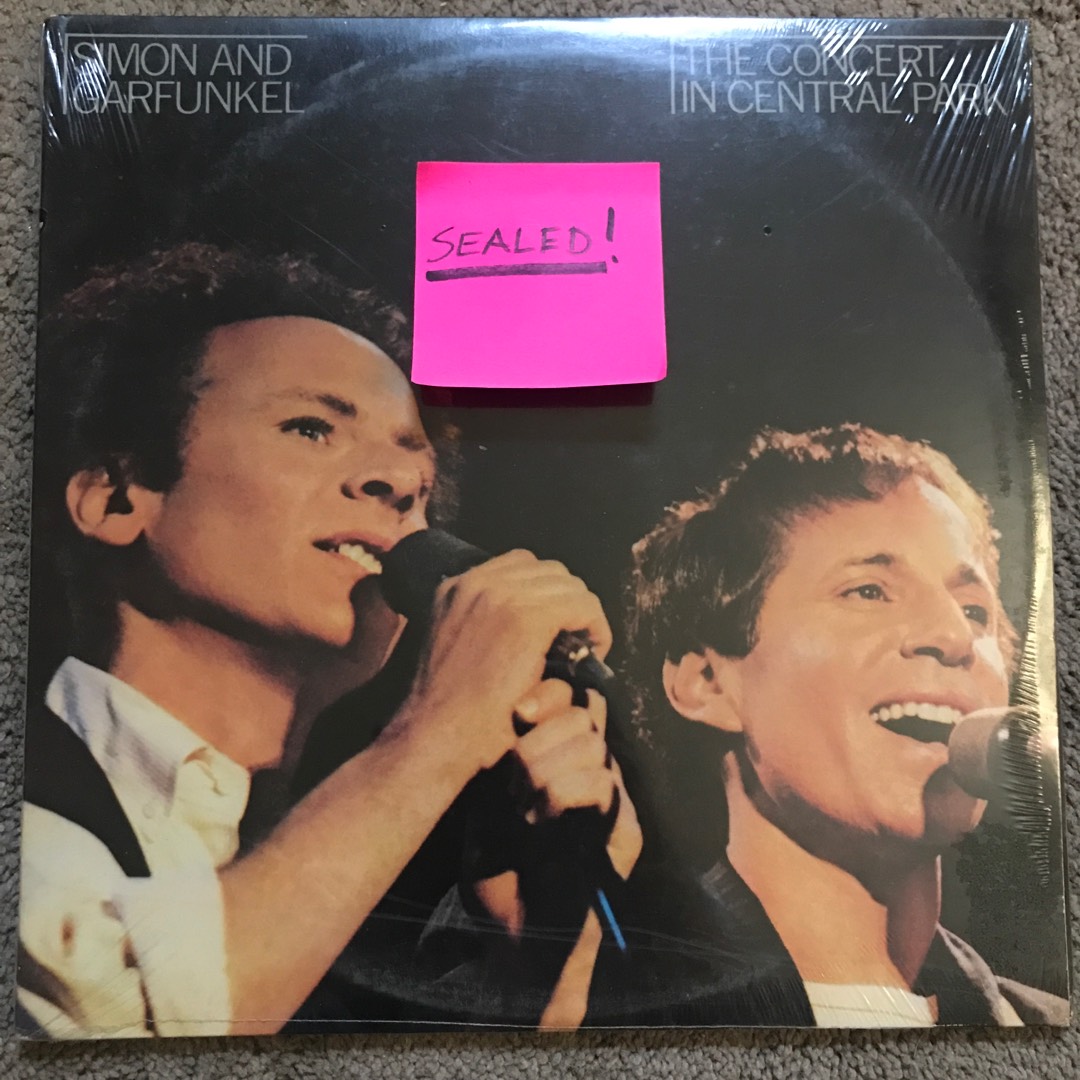 SIMON AND
GARFUNKEL
THE CONCERT
IN CENTRAL PARK
SEALED!